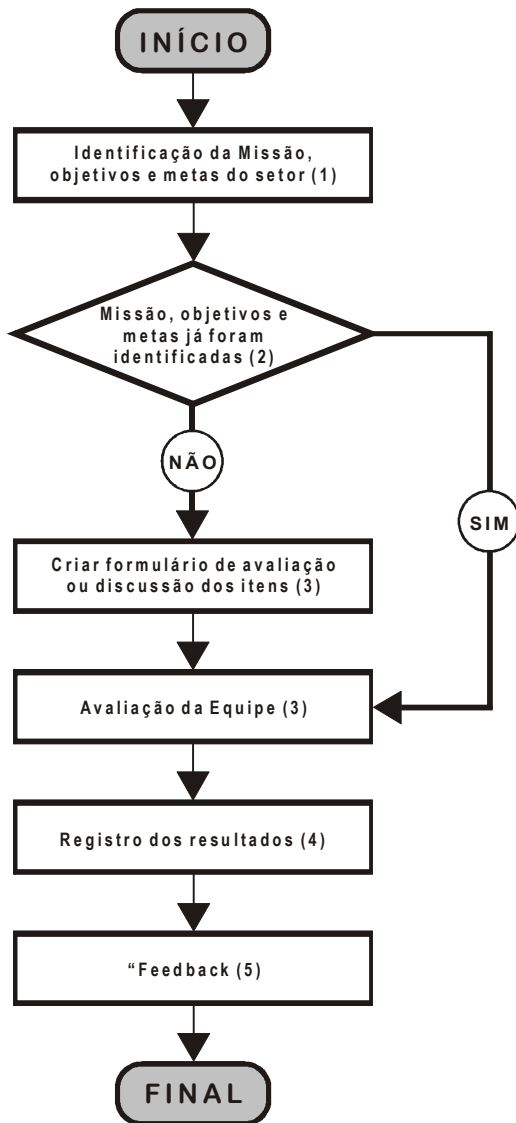 INÍCIO
Identificação da Missão,
objetivos e metas do setor (1)
Missão, objetivos e
metas já foram
identificadas (2)
NÃO
SIM
Criar formulário de avaliação
ou discussão dos itens (3)
Avaliação da Equipe (3)
Registro dos resultados (4)
“Feedback (5)
FINAL